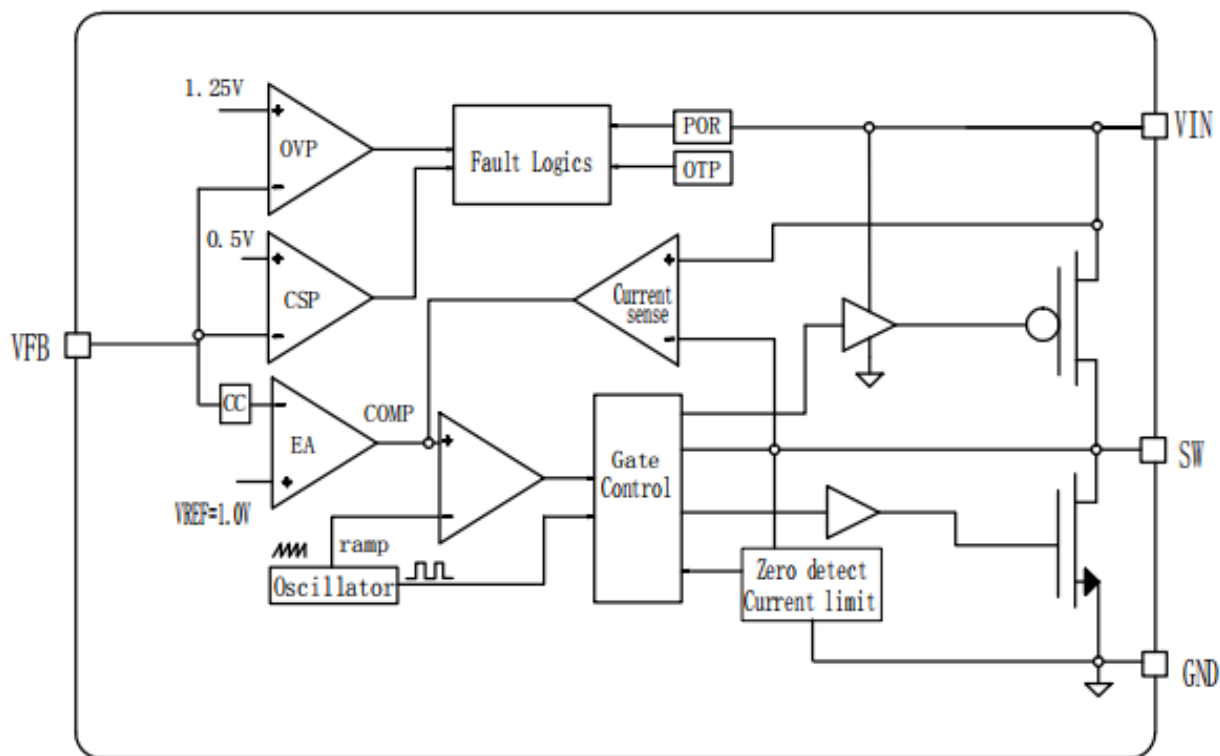 1.25V
+
OVP
-
Fault Logics
POR
OTP
VIN
0.5V
+
CSP
-
+
Current
sense
-
VFB
CC
-
EA
+
VREF=1.0V
COMP
+
-
Gate
Control
SW
ramp
Oscillator
Zero detect
Current limit
GND